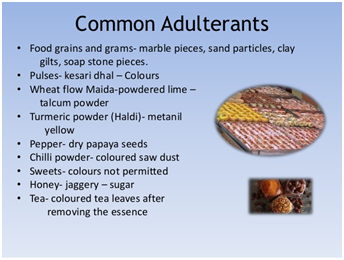 Common Adulterants
• Food grains and grams- marble pieces, sand particles, clay
gilts, soap stone pieces.
• Pulses- kesari dhal – Colours
• Wheat flow Maida-powdered lime –
talcum powder
• Turmeric powder (Haldi)- metanil
yellow
• Pepper- dry papaya seeds
• Chilli powder- coloured saw dust
• Sweets- colours not permitted
• Honey- jaggery – sugar
• Tea- coloured tea leaves after
removing the essence